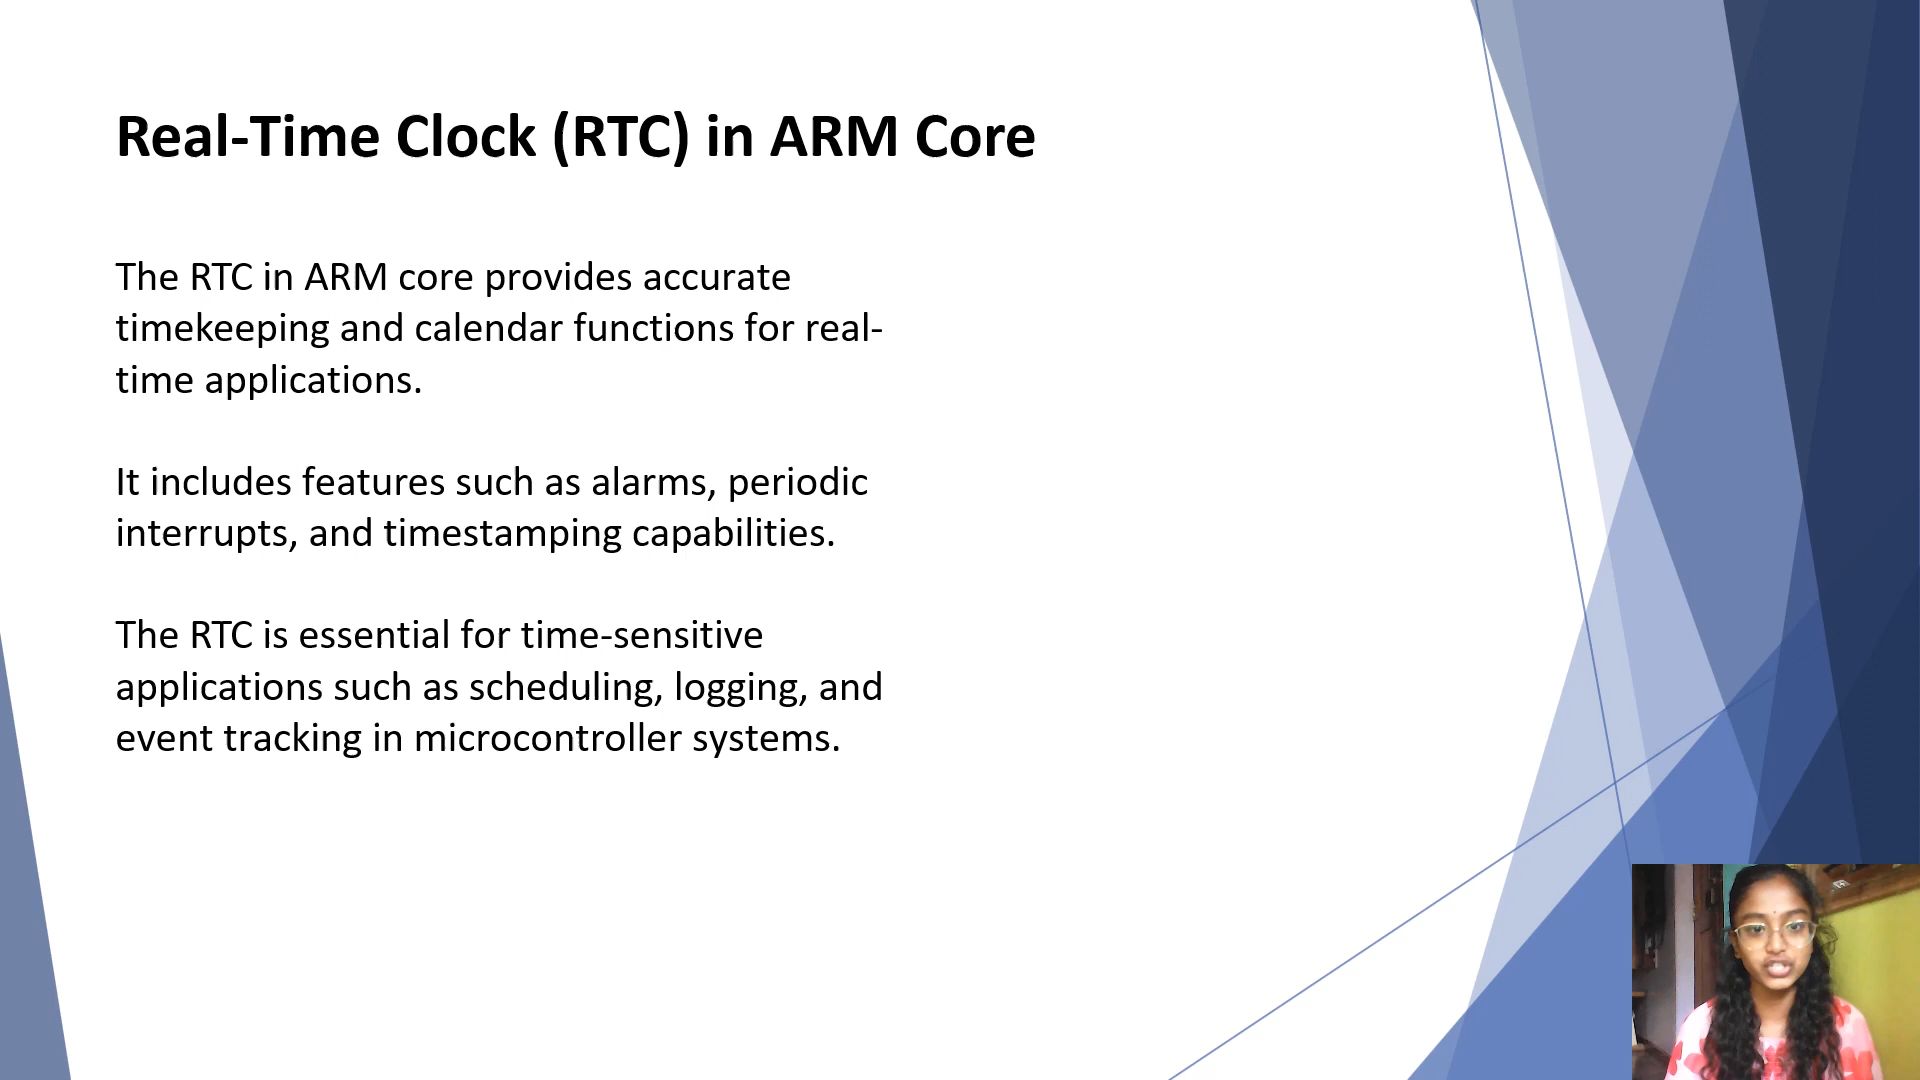 Real-Time Clock (RTC) in ARM Core
The RTC in ARM core provides accurate
timekeeping and calendar functions for real-
time applications.
It includes features such as alarms, periodic
interrupts, and timestamping capabilities.
The RTC is essential for time-sensitive
applications such as scheduling, logging, and
event tracking in microcontroller systems.